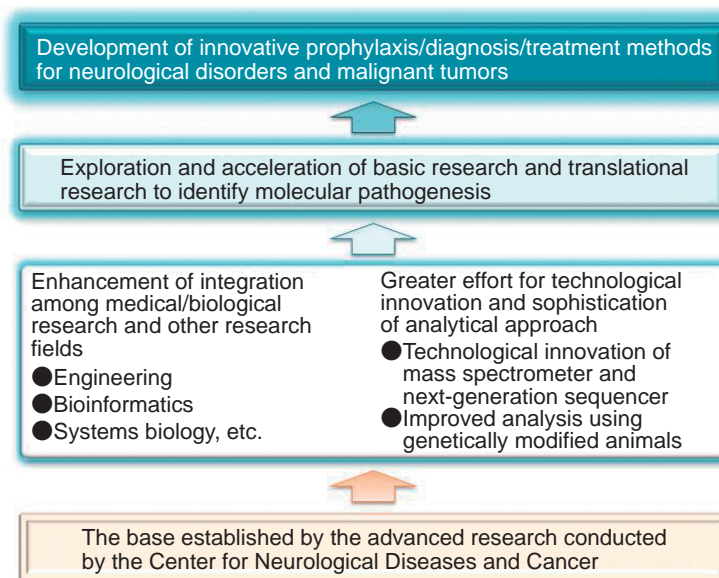 Development of innovative prophylaxis/diagnosis/treatment methods
for neurological disorders and malignant tumors
Exploration and acceleration of basic research and translational
research to identify molecular pathogenesis
Enhancement of integration
among medical/biological
research and other research
fields
●Engineering
●Bioinformatics
●Systems biology, etc.
Greater effort for technological
innovation and sophistication
of analytical approach
●Technological innovation of
mass spectrometer and
next-generation sequencer
●Improved analysis using
genetically modified animals
The base established by the advanced research conducted
by the Center for Neurological Diseases and Cancer